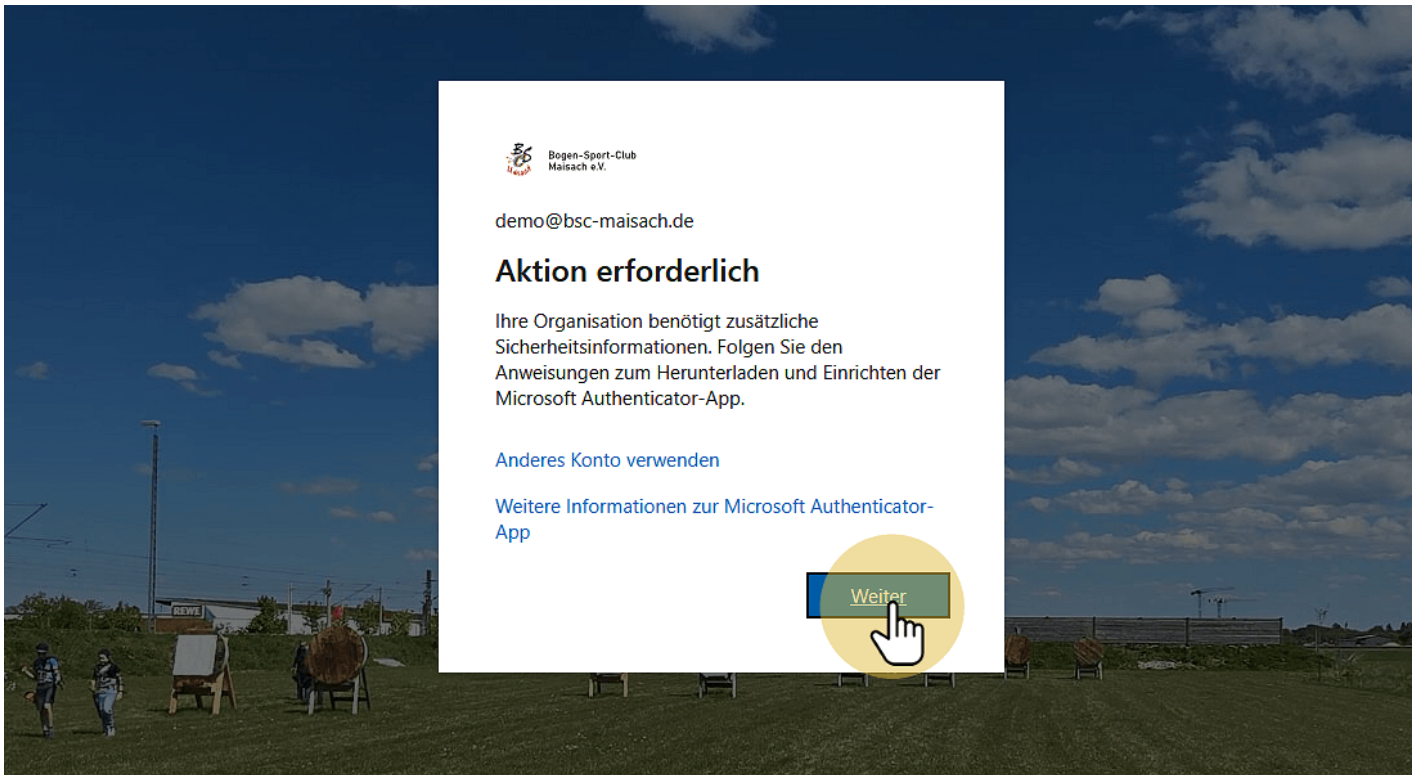 Bogen-Sport-Club
Maisach e.V.
demo@bsc-maisach.de
Aktion erforderlich
Ihre Organisation benötigt zusätzliche
Sicherheitsinformationen. Folgen Sie den
Anweisungen zum Herunterladen und Einrichten der
Microsoft Authenticator-App.
Anderes Konto verwenden
Weitere Informationen zur Microsoft Authenticator-
App
Weiter
REWE